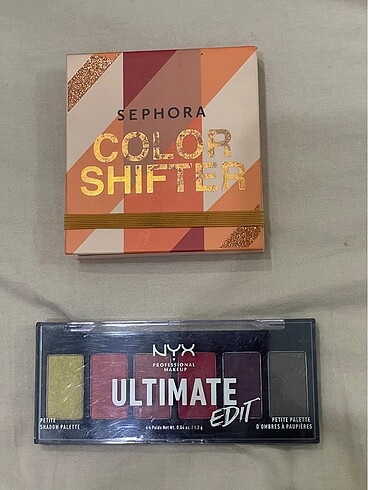 SEPHORA
COLOR
SHIFTER
NYX
PROFESSIONAL
MAKEUP
ULTIMATE
EDIT
PETITE
SHADOW PALETTE
PETITE PALETTE
D'OMBRES À PAUPIÈRES